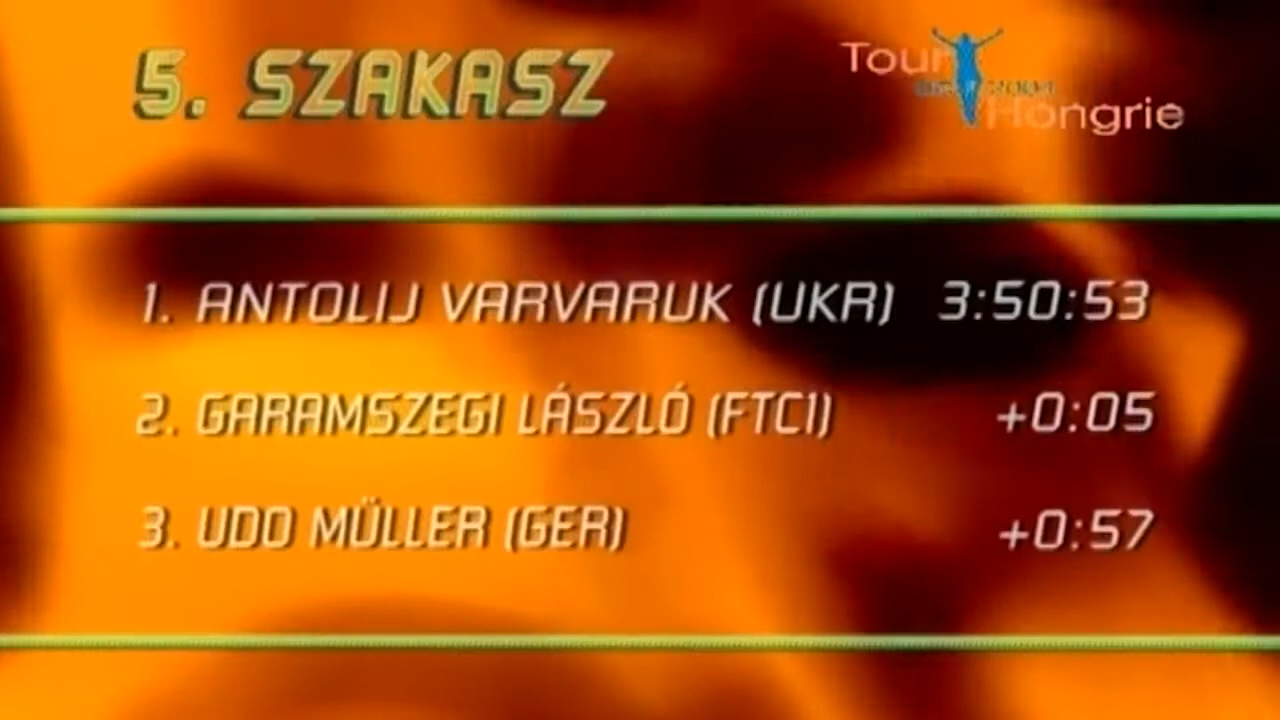 5. SZAKASZ
Tour
Hongrie
1. ANTOLIJ VARVARUK (UKR) 3:50:53
2. GARAMSZEGI LÁSZLÓ (FTC1) +0:05
3. UDO MÜLLER (GER) +0:57